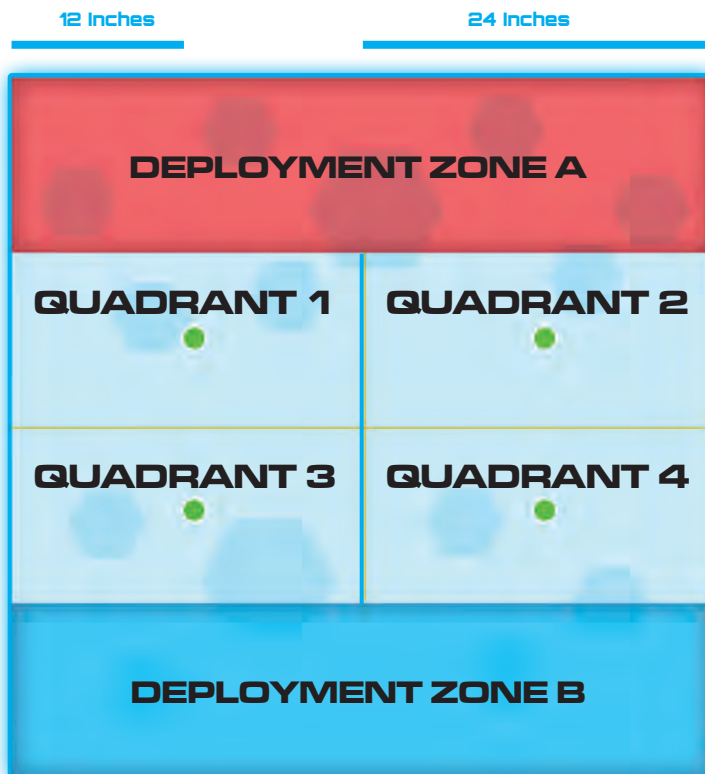 12 Inches
24 Inches
DEPLOYMENT ZONE A
QUADRANT 1
QUADRANT 2
QUADRANT 3
QUADRANT 4
DEPLOYMENT ZONE B